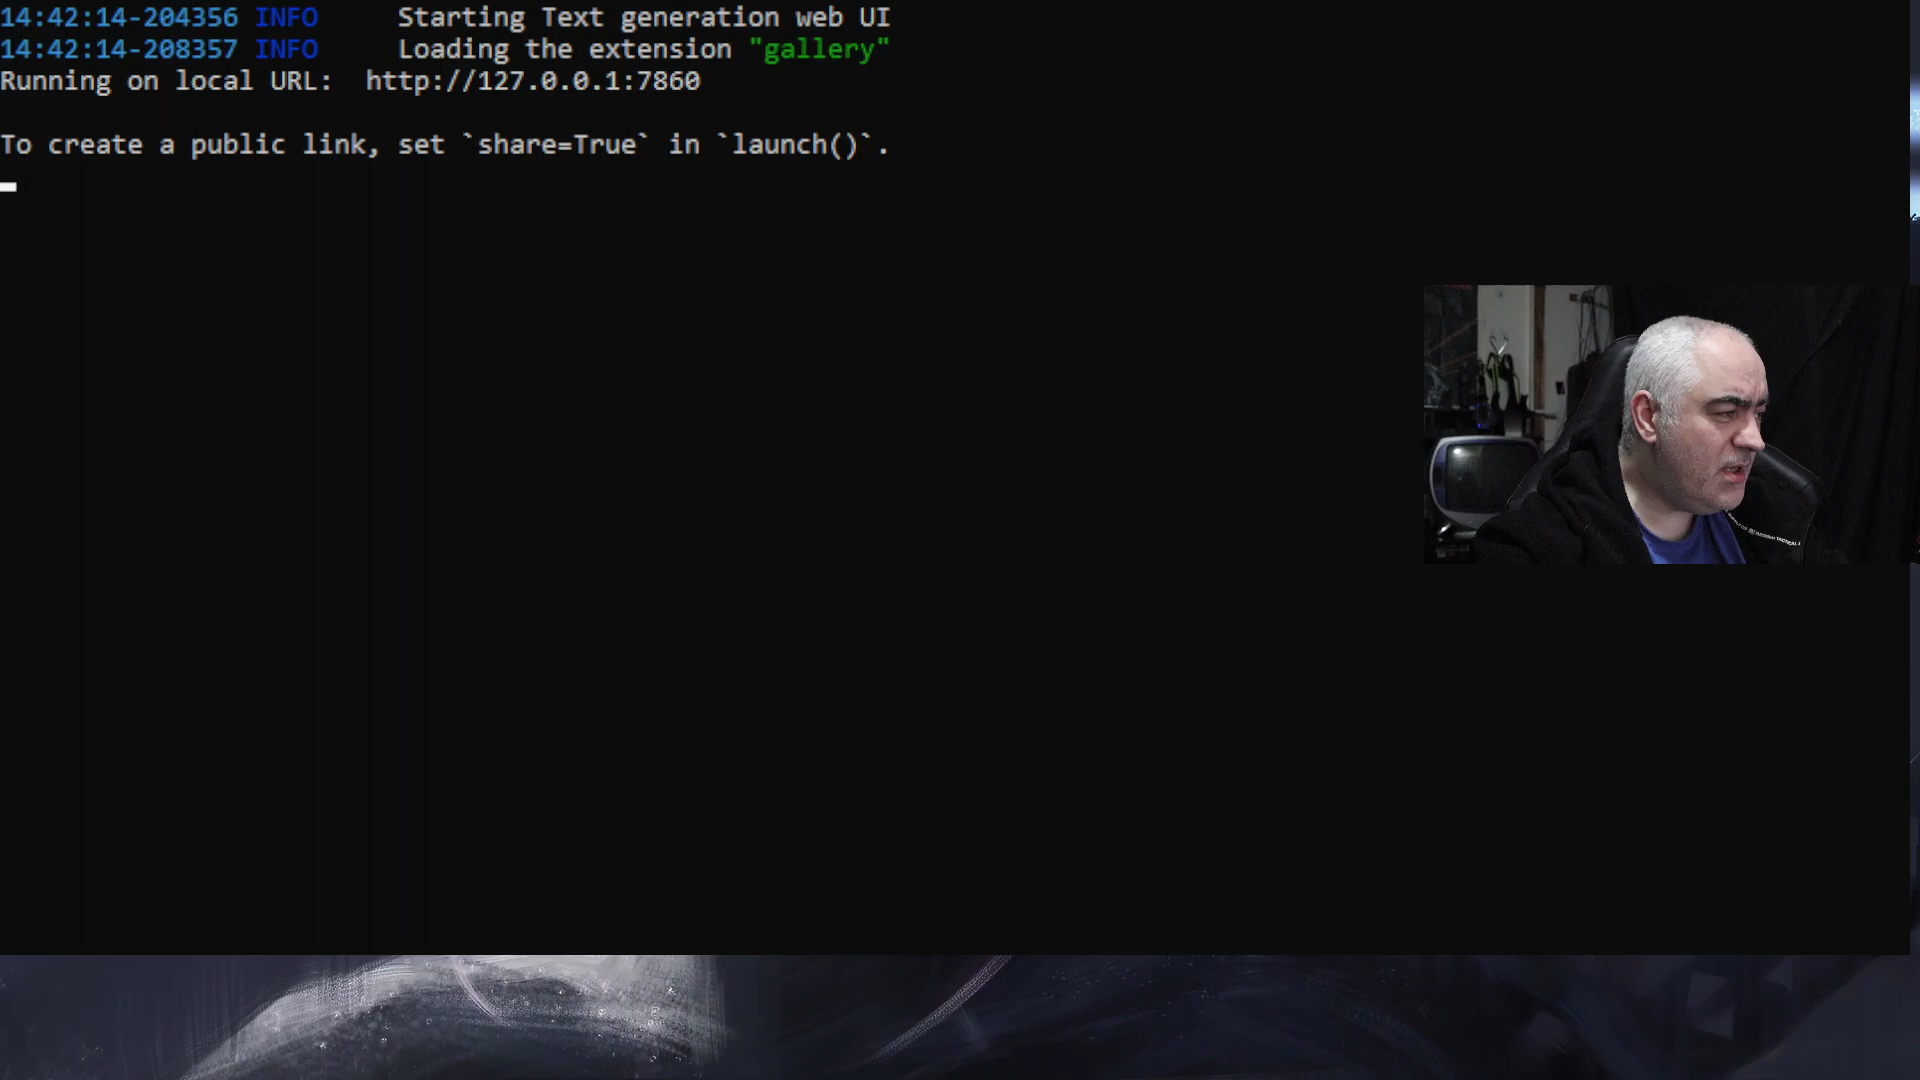 14:42:14-204356 INFO     Starting Text generation web UI
14:42:14-208357 INFO     Loading the extension "gallery"
Running on local URL:  http://127.0.0.1:7860
To create a public link, set `share=True` in `launch()`.